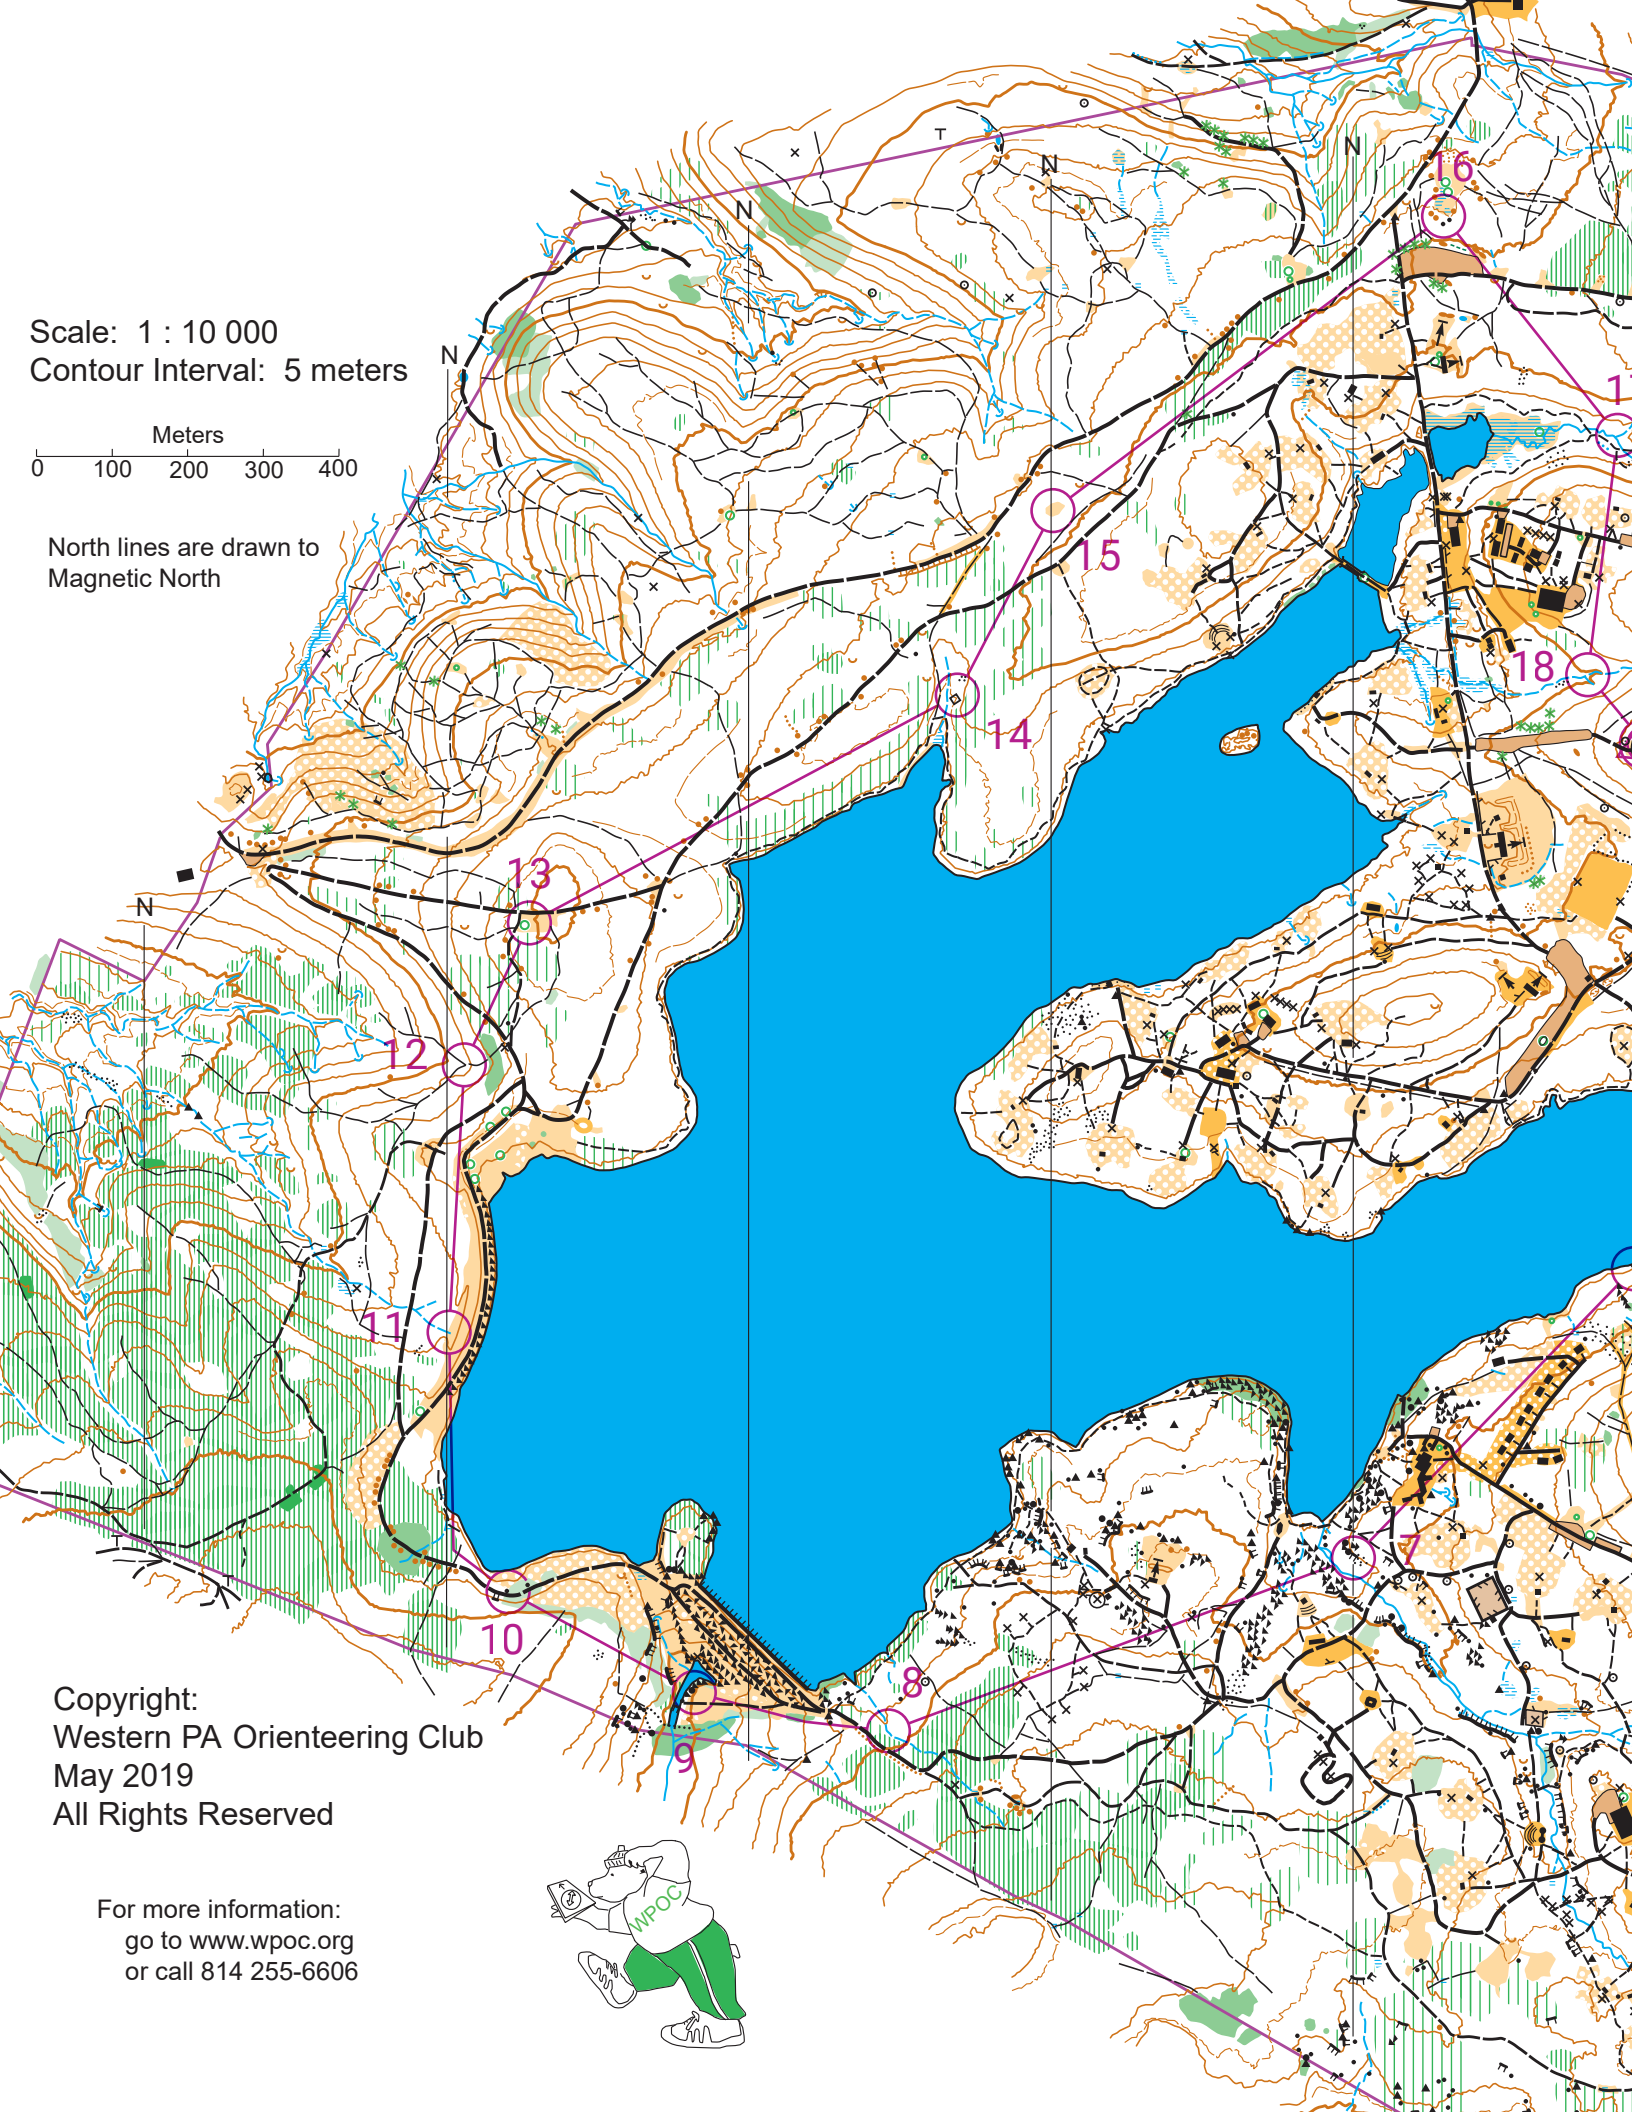 N
16
N
N
T
Scale: 1 : 10 000
Contour Interval: 5 meters
N
Meters
0 100 200 300 400
North lines are drawn to
Magnetic North
15
18
14
13
N
12
11
7
10
8
9
Copyright:
Western PA Orienteering Club
May 2019
All Rights Reserved
WPOC
For more information:
go to www.wpoc.org
or call 814 255-6606